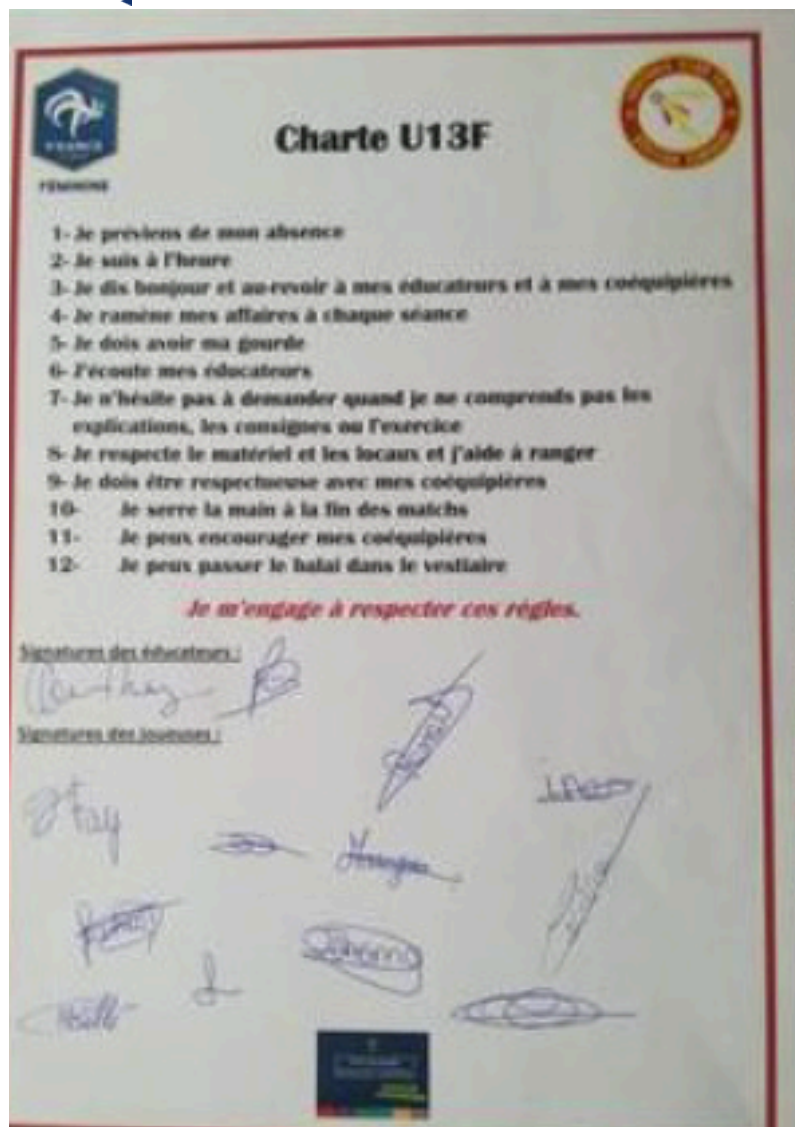 FRANCE
FÉMININE
Charte U13F
1- Je préviens de mon absence
2- Je suis à l'heure
3- Je dis bonjour et au-revoir à mes éducateurs et à mes coéquipières
4- Je ramène mes affaires à chaque séance
5- Je dois avoir ma gourde
6- J'écoute mes éducateurs
7- Je n'hésite pas à demander quand je ne comprends pas les
explications, les consignes ou l'exercice
8- Je respecte le matériel et les locaux et j'aide à ranger
9- Je dois être respectueuse avec mes coéquipières
10- Je serre la main à la fin des matchs
11- Je peux encourager mes coéquipières
12- Je peux passer le balai dans le vestiaire
Je m'engage à respecter ces règles.
Signatures des éducateurs :
Signatures des joueuses :